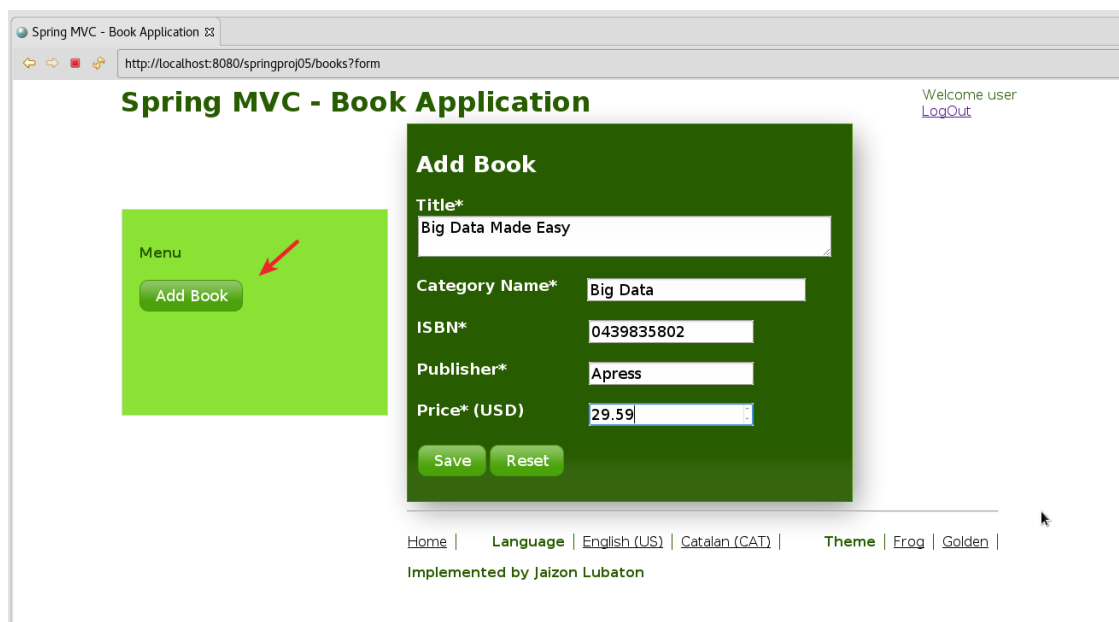 Spring MVC - Book Application
http://localhost:8080/springproj05/books?form
Spring MVC - Book Application
Welcome user
LogOut
Menu
Add Book
Add Book
Title*
Big Data Made Easy
Category Name* Big Data
ISBN* 0439835802
Publisher* Apress
Price* (USD) 29.59
Save Reset
Home | Language | English (US) | Catalan (CAT) | Theme | Frog | Golden |
Implemented by Jaizon Lubaton